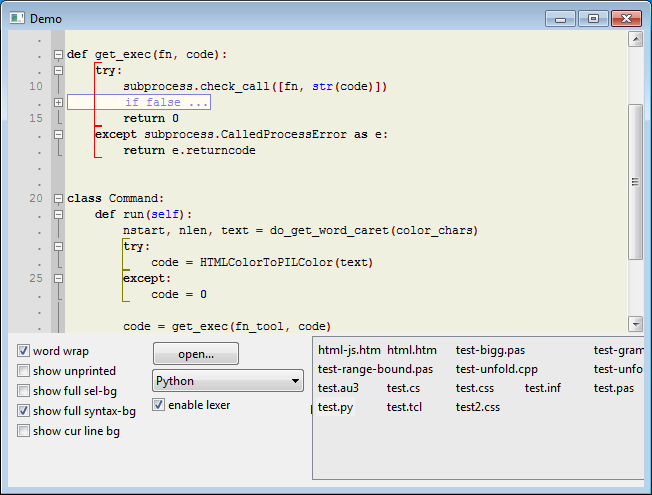 Demo
def get_exec(fn, code):
try:
10 subprocess.check_call([fn, str(code)])
if false ...
15 return 0
except subprocess.CalledProcessError as e:
return e.returncode
20 class Command:
def run(self):
nstart, nlen, text = do_get_word_caret(color_chars)
try:
code = HTMLColorToPILColor(text)
25 except:
code = 0
code = get_exec(fn_tool, code)
word wrap
show unprinted
show full sel-bg
show full syntax-bg
show cur line bg
open...
Python
enable lexer
html-js.htm html.htm test-bigg.pas test-gram
test-range-bound.pas test-unfold.cpp test-unfo
test.au3 test.cs test.css test.inf test.pas
test.py test.tcl test2.css